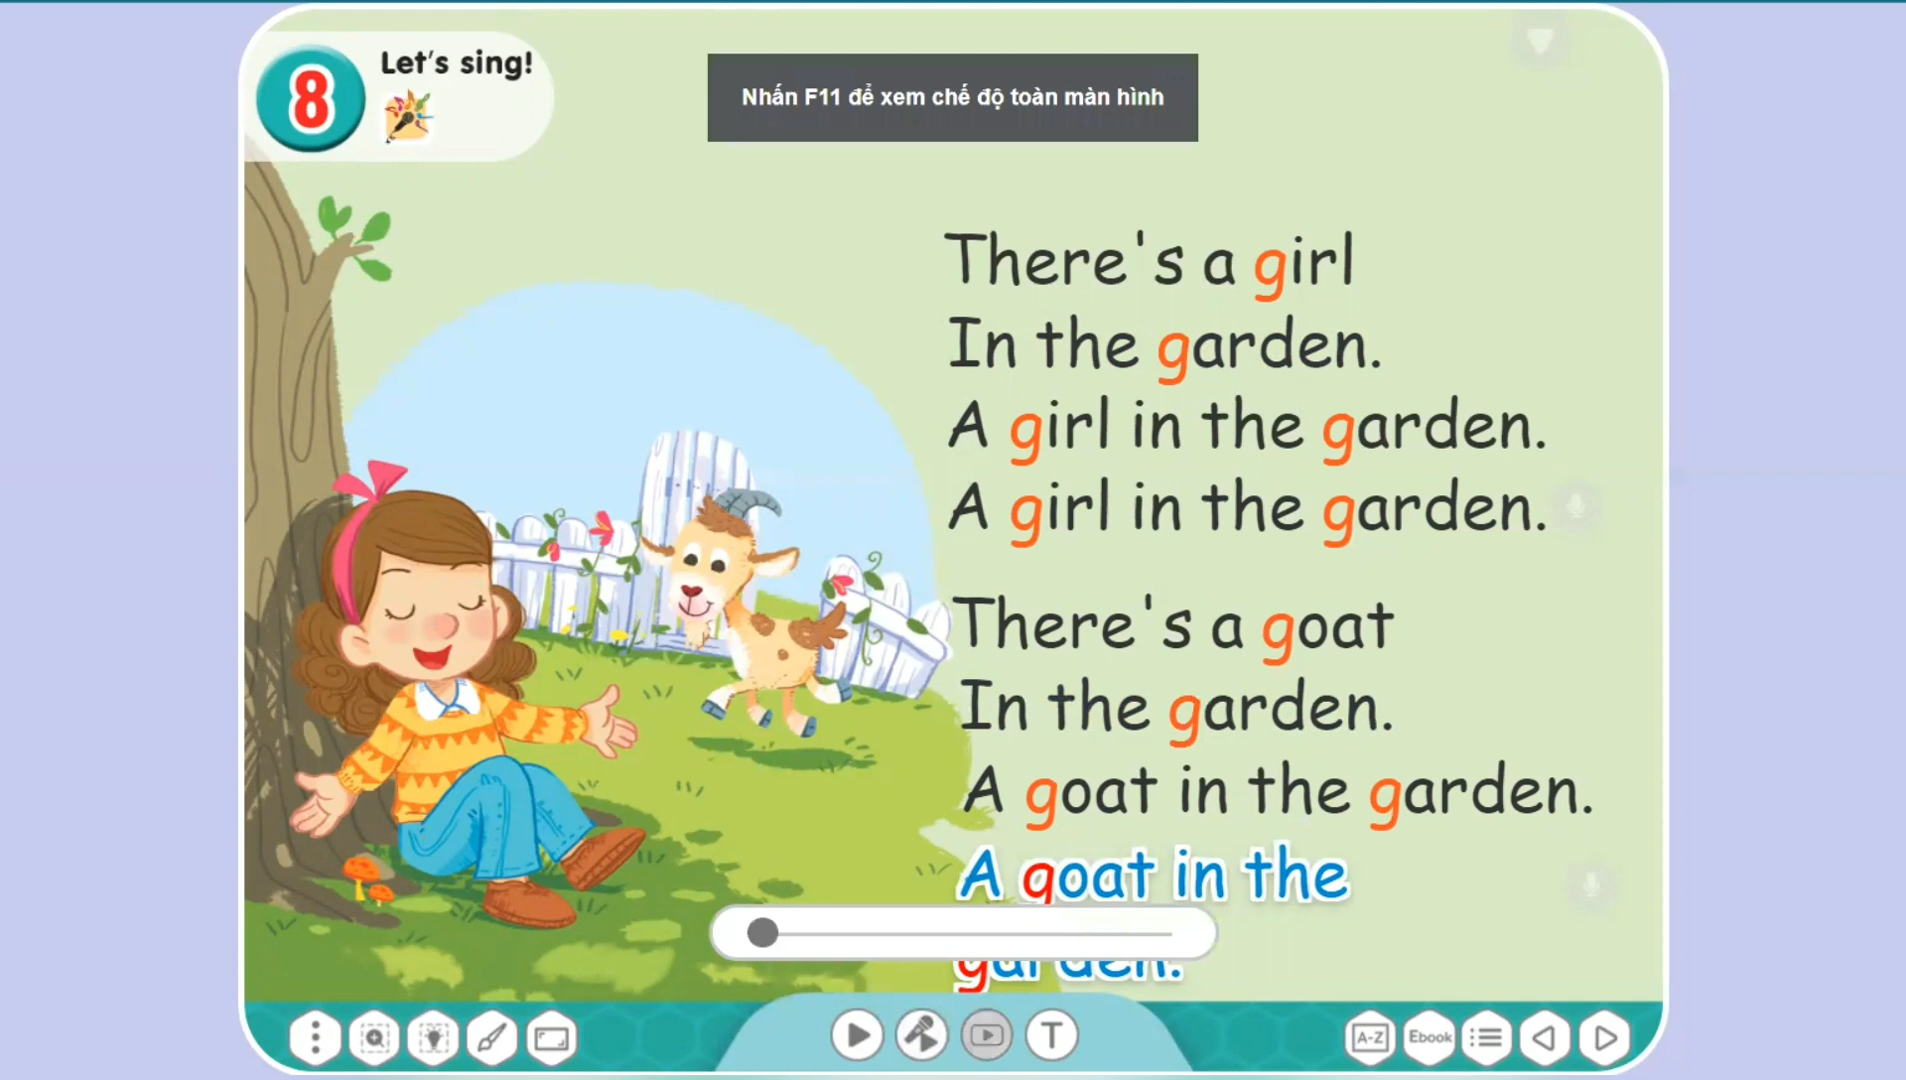 8
Let's sing!
Nhấn F11 để xem chế độ toàn màn hình
There's a girl
In the garden.
A girl in the garden.
A girl in the garden.
There's a goat
In the garden.
A goat in the garden.
A goat in the
garden.
T
A-Z
Ebook